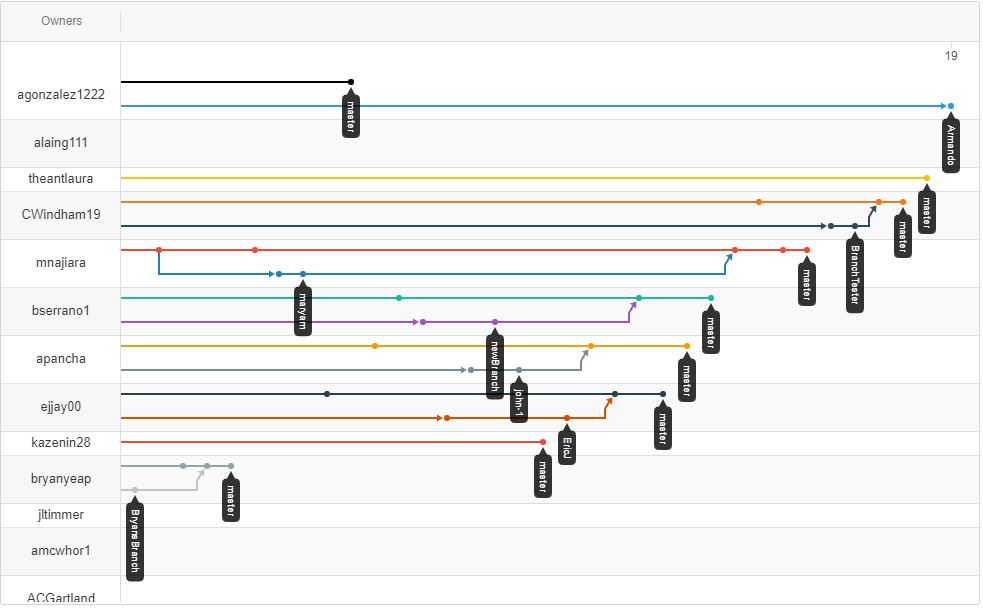 Owners
19
agonzalez1222
master
Armando
alaing111
theantlaura
master
CWindham19
master
BranchTester
mnajiara
master
maryam
bserrano1
master
newBranch
apancha
master
john-1
ejjay00
master
EricJ
kazenin28
master
bryanyeap
master
BryansBranch
jltimmer
amcwhor1
ACGartland